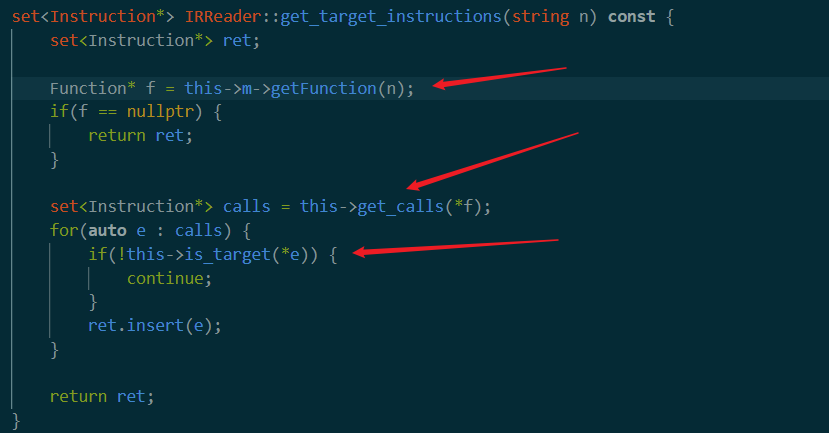 set<Instruction*> IRReader::get_target_instructions(string n) const {
    set<Instruction*> ret;

    Function* f = this->m->getFunction(n);
    if(f == nullptr) {
        return ret;
    }

    set<Instruction*> calls = this->get_calls(*f);
    for(auto e : calls) {
        if(!this->is_target(*e)) {
            continue;
        }
        ret.insert(e);
    }

    return ret;
}